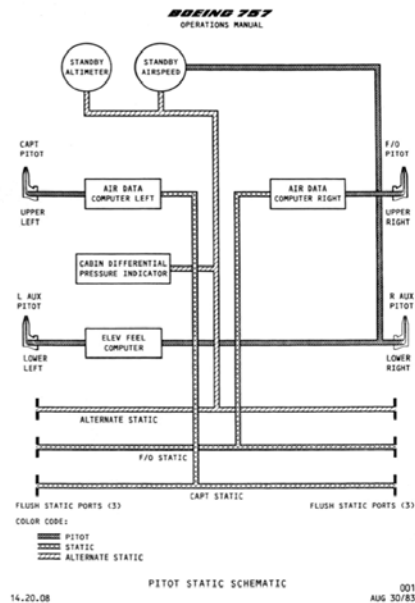 BOEING 757
OPERATIONS MANUAL
STANDBY
ALTIMETER
STANDBY
AIRSPEED
CAPT
PITOT
F/O
PITOT
AIR DATA
COMPUTER LEFT
AIR DATA
COMPUTER RIGHT
UPPER
LEFT
UPPER
RIGHT
CABIN DIFFERENTIAL
PRESSURE INDICATOR
L AUX
PITOT
R AUX
PITOT
ELEV FEEL
COMPUTER
LOWER
LEFT
LOWER
RIGHT
ALTERNATE STATIC
F/O STATIC
CAPT STATIC
FLUSH STATIC PORTS (3)
FLUSH STATIC PORTS (3)
COLOR CODE:
PITOT
STATIC
ALTERNATE STATIC
PITOT STATIC SCHEMATIC
001
14.20.08
AUG 30/83